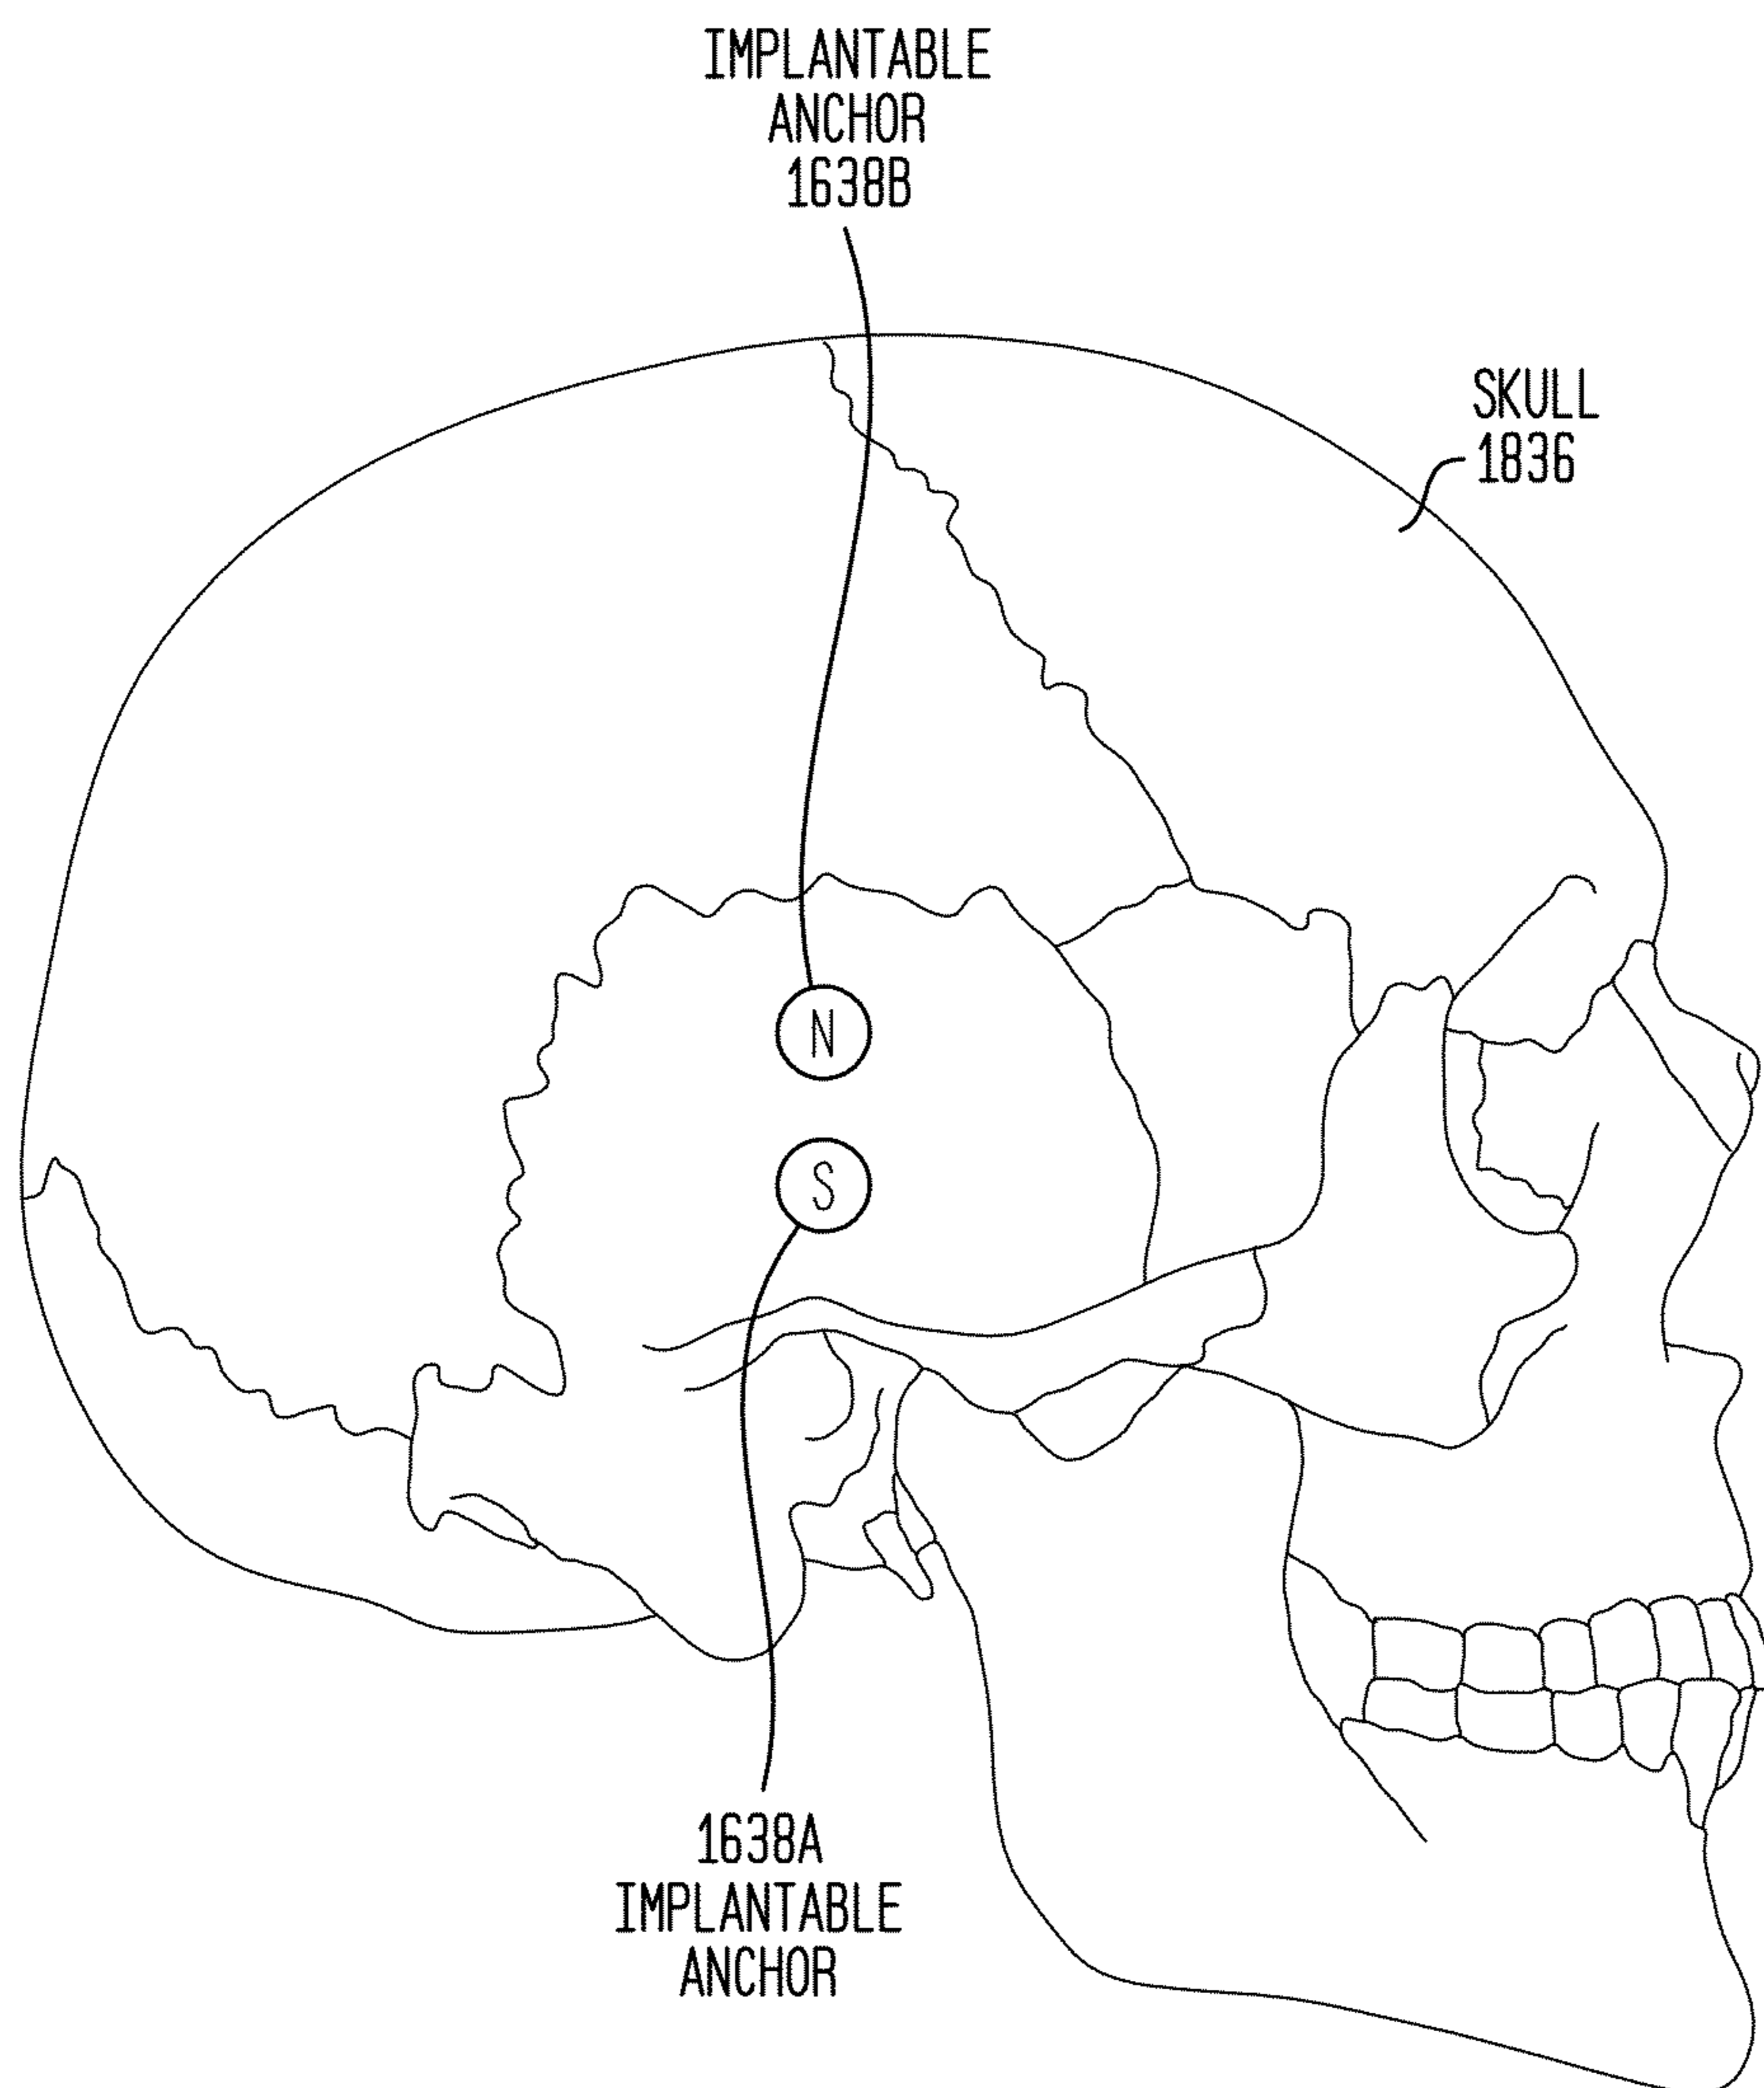 IMPLANTABLE
ANCHOR
1638B
SKULL
1836
N
S
1638A
IMPLANTABLE
ANCHOR